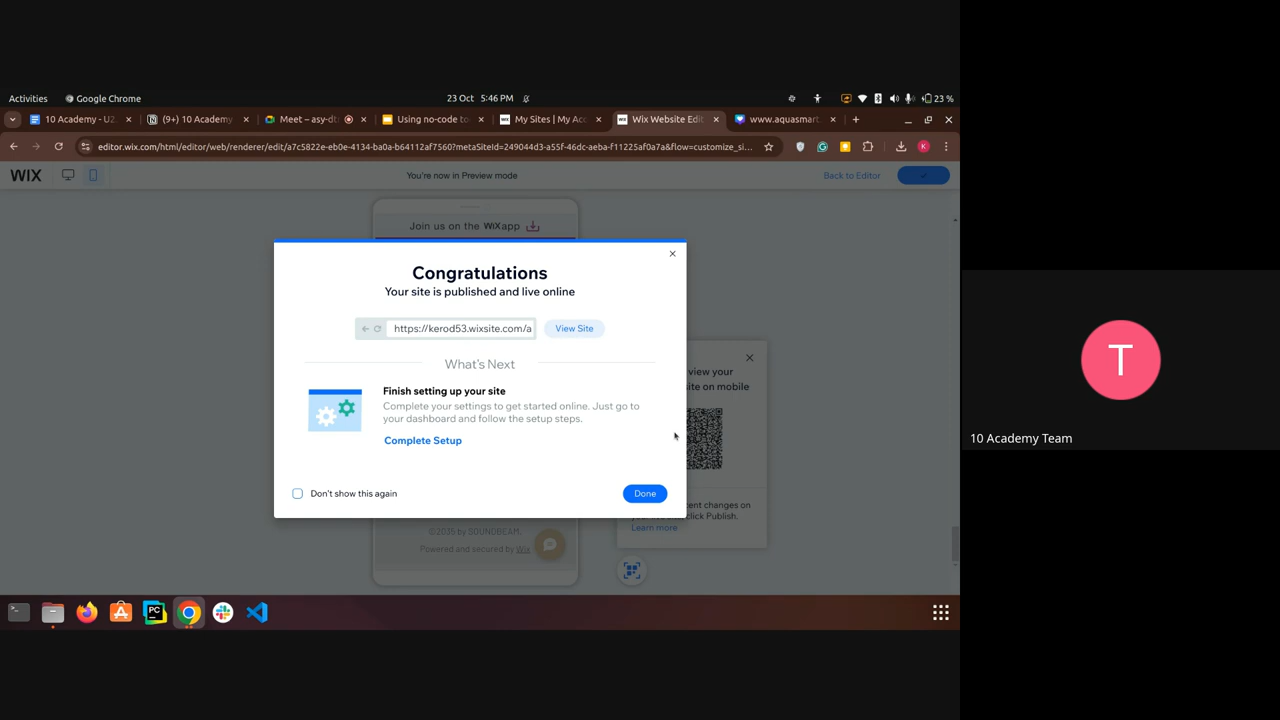 Activities
Google Chrome
23 Oct 5:46 PM
23 %
10 Academy - U2
(9+) 10 Academy
Meet – asy-dt
Using no-code to
My Sites | My Acc
Wix Website Edit
www.aquasmart
editor.wix.com/html/editor/web/renderer/edit/a7c5822e-eb0e-4134-ba0a-b64112af7560?metaSiteId=249044d3-a55f-46dc-aeba-f11225af0a7a&flow=customize_si...
K
WIX
You're now in Preview mode
Back to Editor
Join us on the WiX app
Congratulations
Your site is published and live online
https://kerod53.wixsite.com/a
View Site
What's Next
Finish setting up your site
Complete your settings to get started online. Just go to
your dashboard and follow the setup steps.
Complete Setup
Don't show this again
Done
view your
site on mobile
cent changes on
click Publish.
Learn more
©2035 by SOUNDBEAM.
Powered and secured by Wix
PC
T
10 Academy Team